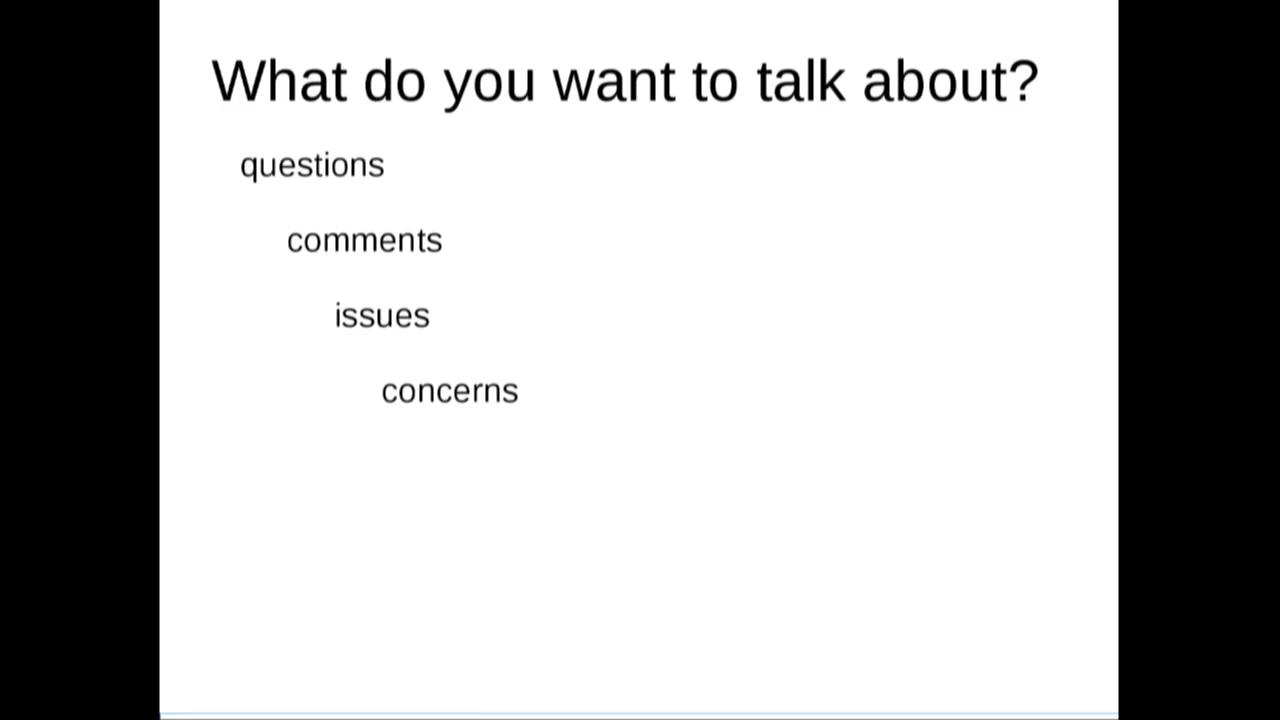 What do you want to talk about?
questions
comments
issues
concerns